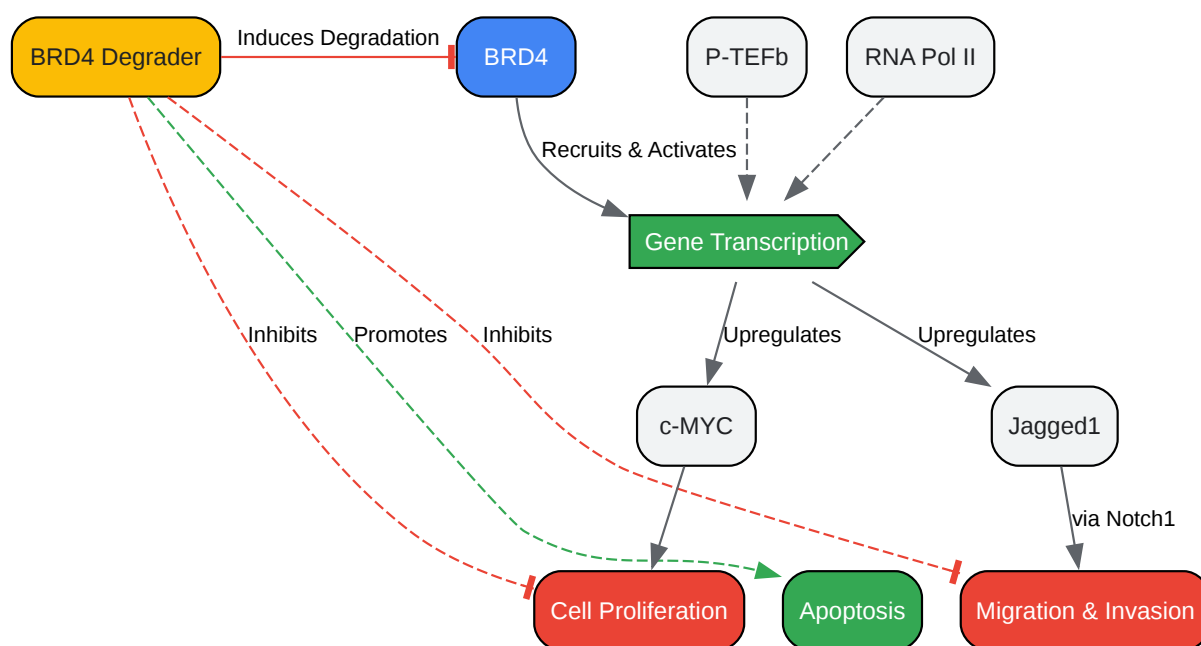 BRD4 Degrader
Induces Degradation
BRD4
P-TEFb
RNA Pol II
Recruits & Activates
Gene Transcription
Inhibits
Promotes
Inhibits
Upregulates
Upregulates
c-MYC
Jagged1
via Notch1
Cell Proliferation
Apoptosis
Migration & Invasion